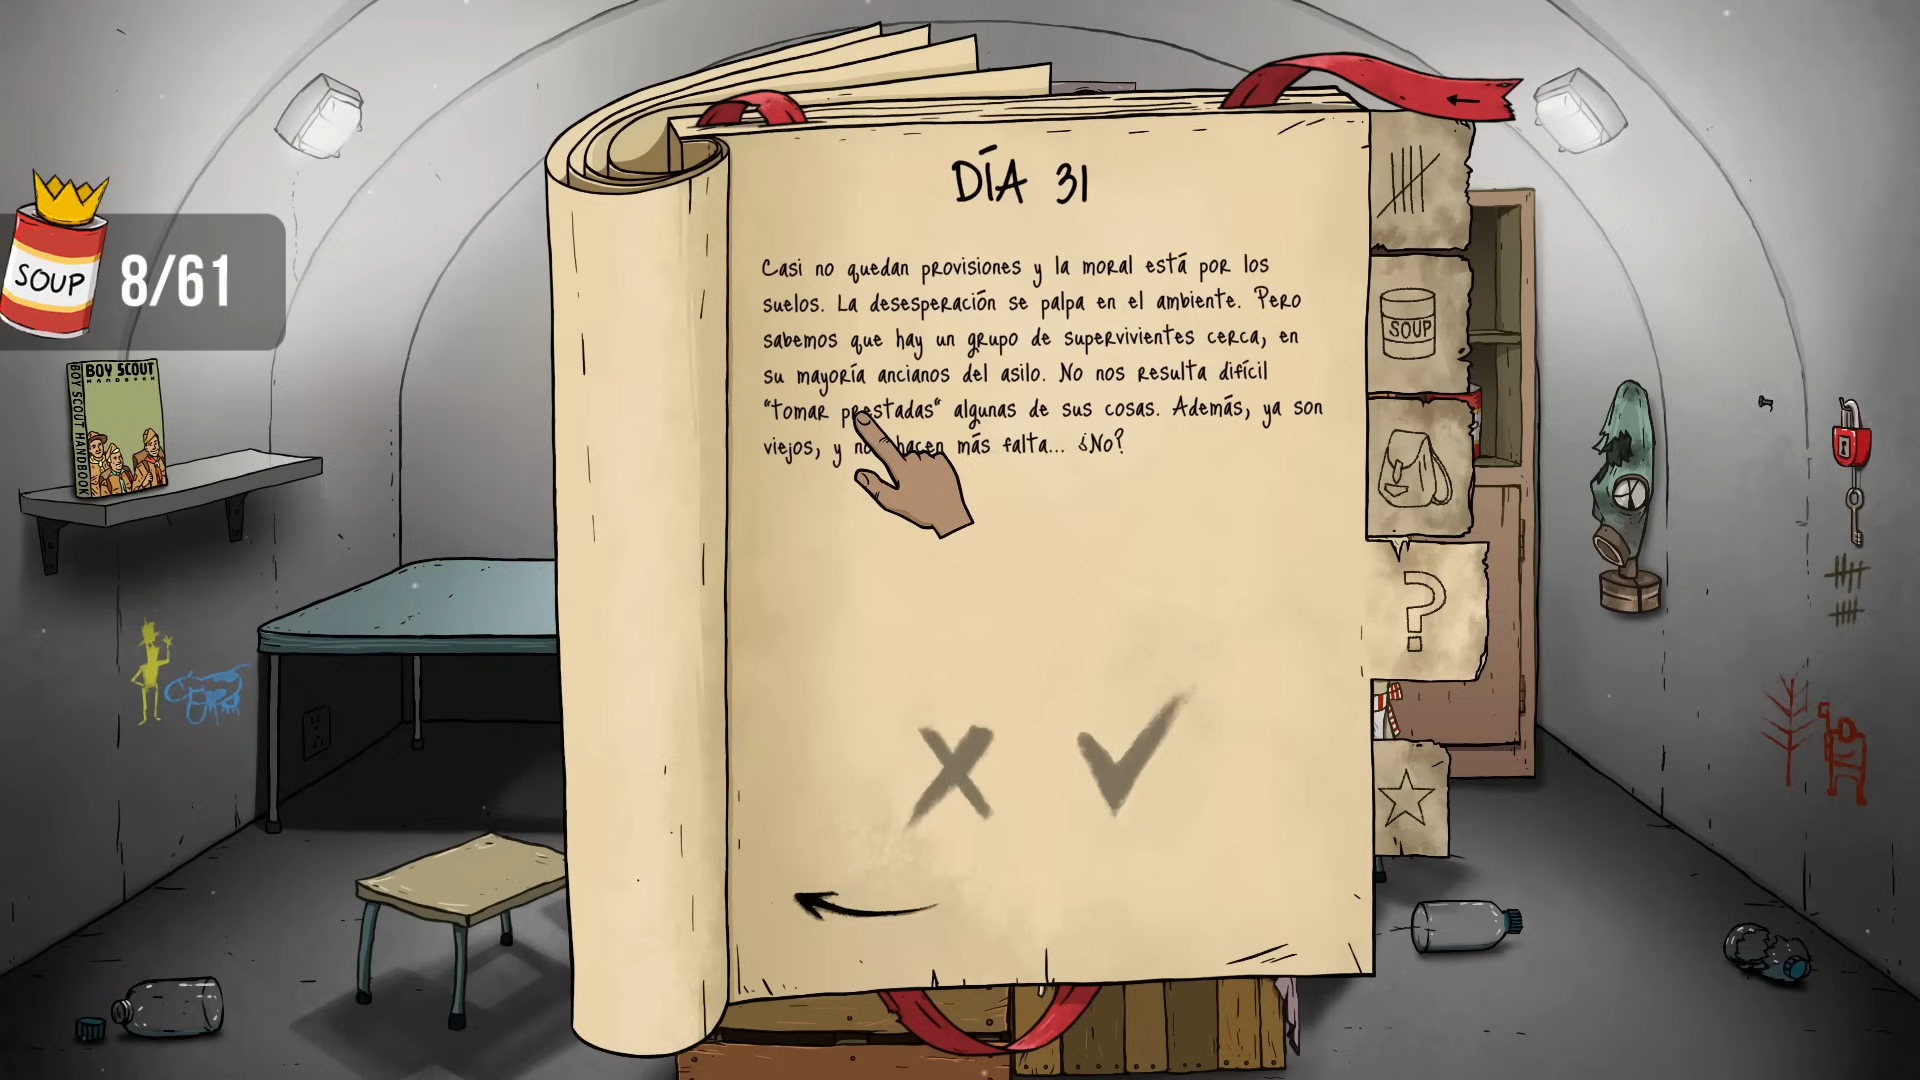 DÍA 31
Casi no quedan provisiones y la moral está por los
suelos. La desesperación se palpa en el ambiente. Pero
sabemos que hay un grupo de supervivientes cerca, en
su mayoría ancianos del asilo. No nos resulta difícil
"tomar prestadas" algunas de sus cosas. Además, ya son
viejos, y no hacen más falta... ¿No?
SOUP
8/61
BOY SCOUT
HANDBOOK
BOY SCOUT HANDBOOK
SOUP
?